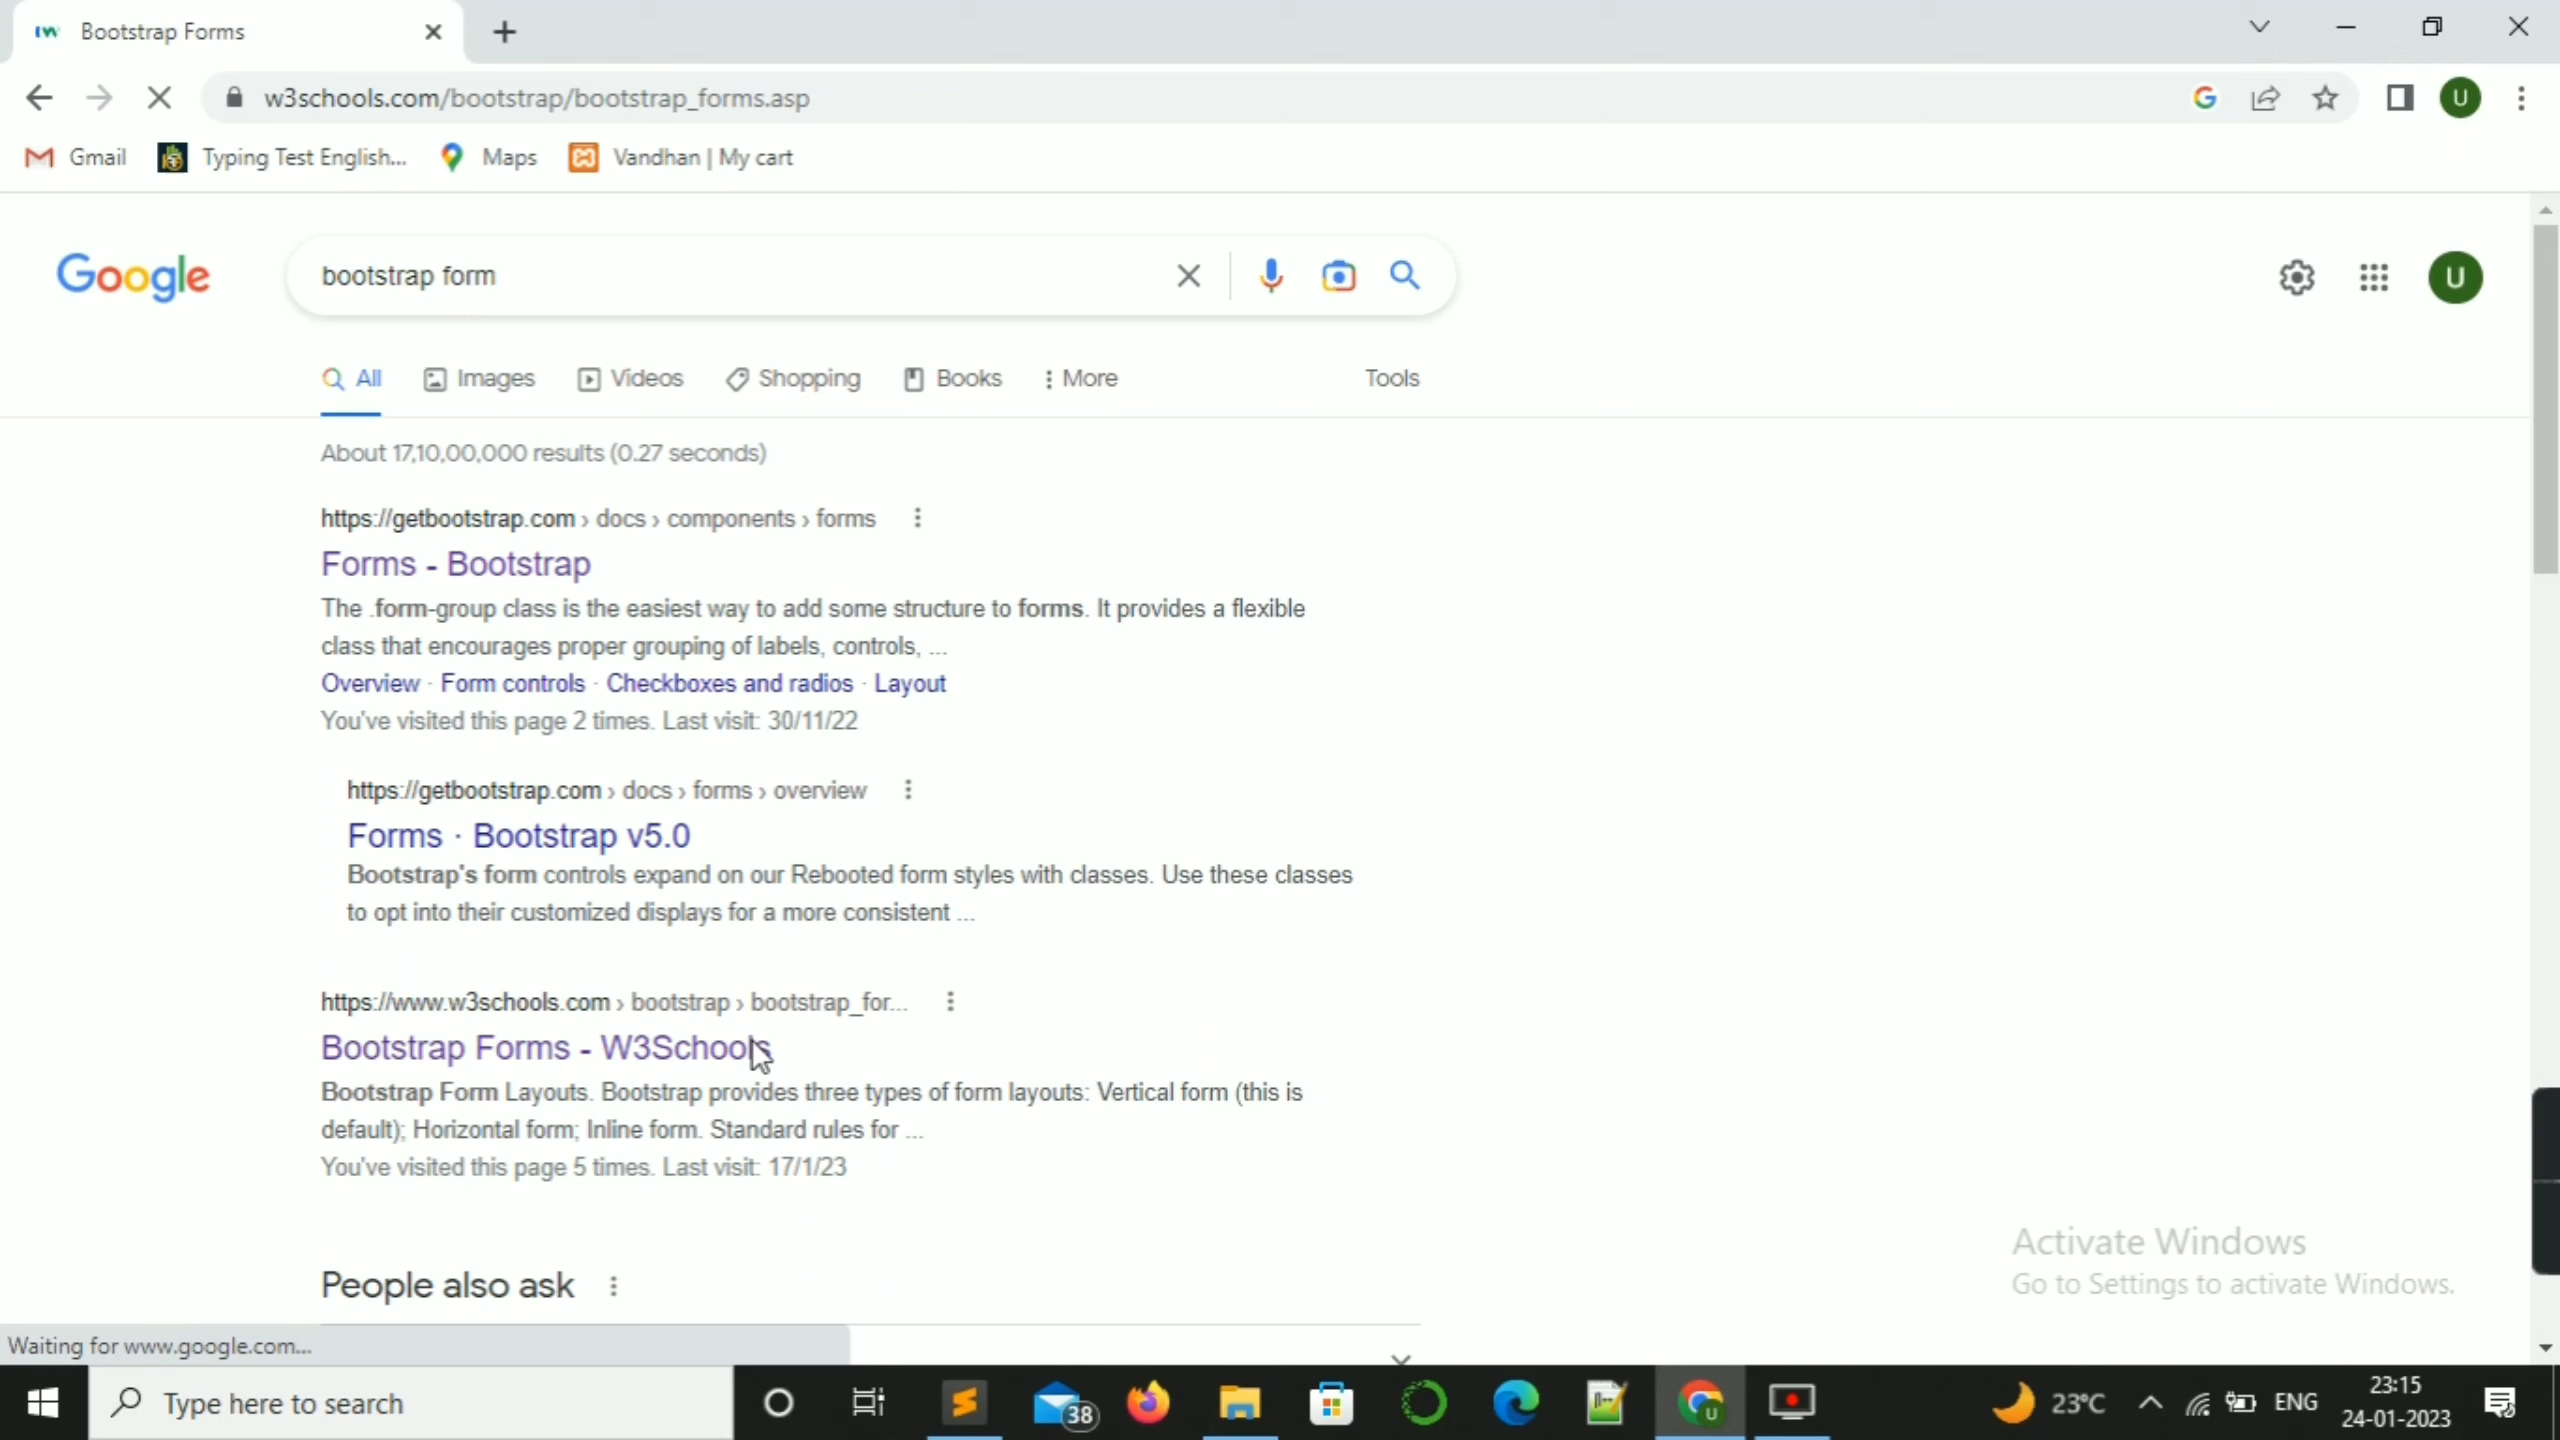 Bootstrap Forms
w3schools.com/bootstrap/bootstrap_forms.asp
U
Gmail
Typing Test English...
Maps
Vandhan | My cart
Google
bootstrap form
U
All
Images
Videos
Shopping
Books
More
Tools
About 17,10,00,000 results (0.27 seconds)
https://getbootstrap.com › docs › components › forms
Forms - Bootstrap
The .form-group class is the easiest way to add some structure to forms. It provides a flexible
class that encourages proper grouping of labels, controls, ...
Overview · Form controls · Checkboxes and radios · Layout
You've visited this page 2 times. Last visit: 30/11/22
https://getbootstrap.com › docs › forms › overview
Forms · Bootstrap v5.0
Bootstrap's form controls expand on our Rebooted form styles with classes. Use these classes
to opt into their customized displays for a more consistent ...
https://www.w3schools.com › bootstrap › bootstrap_for...
Bootstrap Forms - W3Schools
Bootstrap Form Layouts. Bootstrap provides three types of form layouts: Vertical form (this is
default); Horizontal form; Inline form. Standard rules for ...
You've visited this page 5 times. Last visit: 17/1/23
Activate Windows
Go to Settings to activate Windows.
People also ask
Waiting for www.google.com...
Type here to search
38
U
23°C
ENG
23:15
24-01-2023